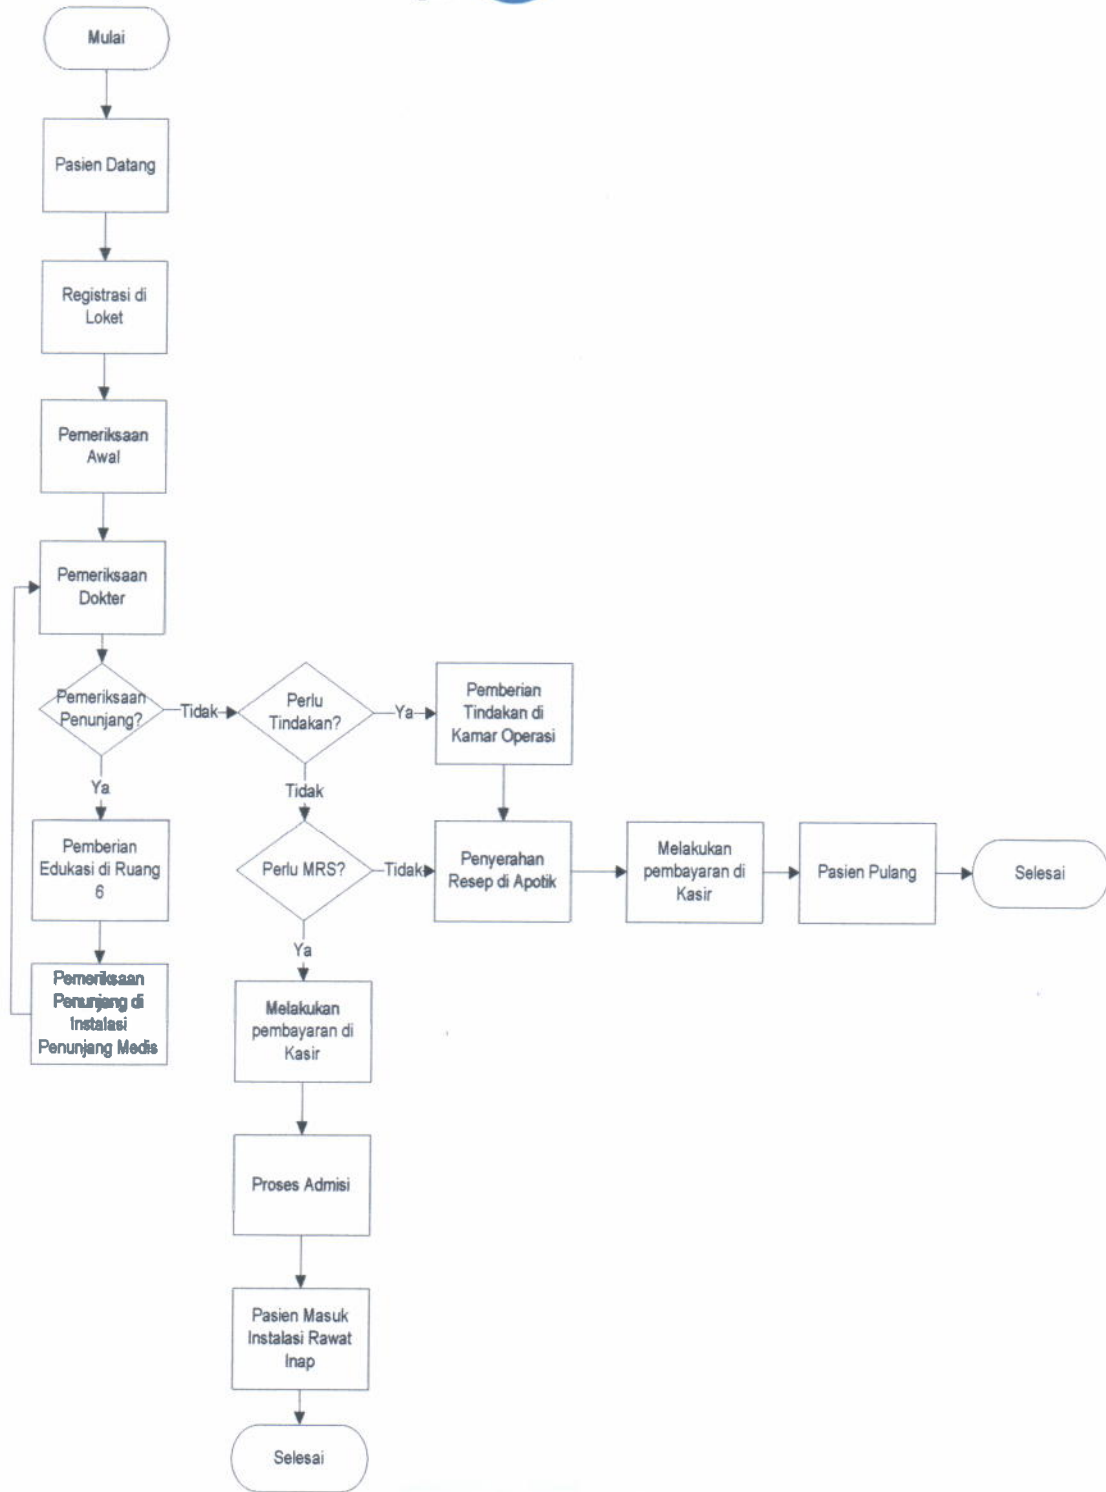 Mulai
Pasien Datang
Registrasi di
Loket
Pemeriksaan
Awal
Pemeriksaan
Dokter
Pemeriksaan
Penunjang?
Tidak
Perlu
Tindakan?
Ya
Pemberian
Tindakan di
Kamar Operasi
Ya
Tidak
Pemberian
Edukasi di Ruang
6
Perlu MRS?
Tidak
Penyerahan
Resep di Apotik
Melakukan
pembayaran di
Kasir
Pasien Pulang
Selesai
Ya
Pemeriksaan
Penunjang di
Instalasi
Penunjang Medis
Melakukan
pembayaran di
Kasir
Proses Admisi
Pasien Masuk
Instalasi Rawat
Inap
Selesai